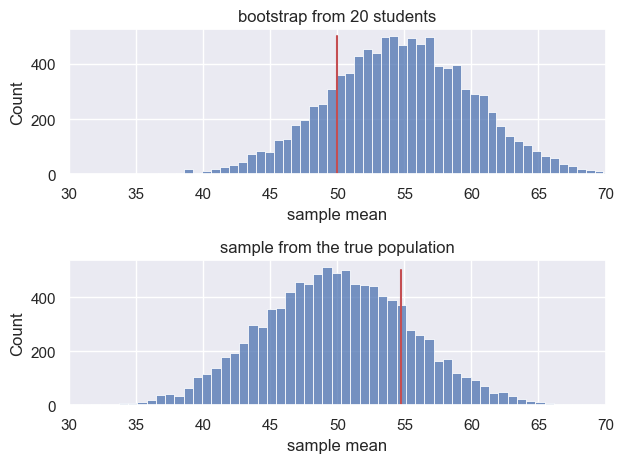 bootstrap from 20 students
400
200
0
Count
30 35 40 45 50 55 60 65 70
sample mean
sample from the true population
400
200
0
Count
30 35 40 45 50 55 60 65 70
sample mean